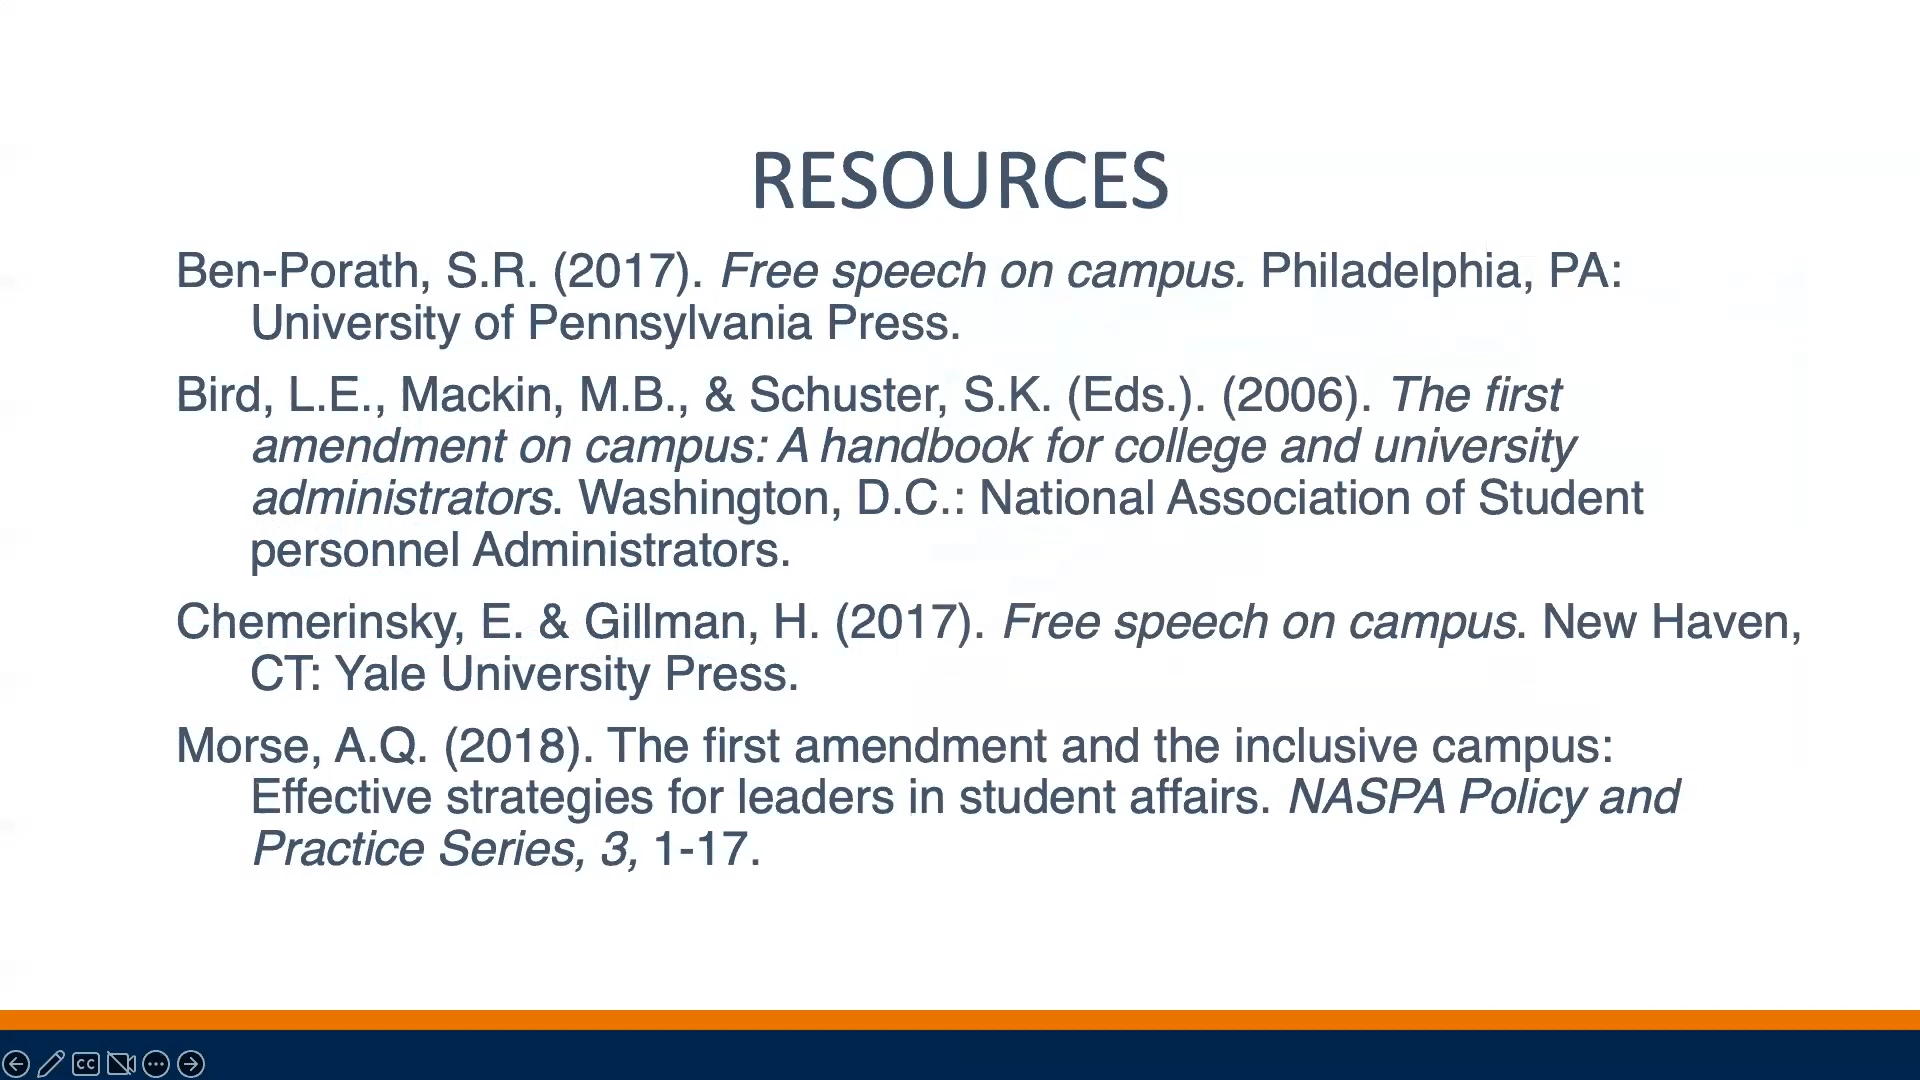 RESOURCES
Ben-Porath, S.R. (2017). Free speech on campus. Philadelphia, PA:
University of Pennsylvania Press.
Bird, L.E., Mackin, M.B., & Schuster, S.K. (Eds.). (2006). The first
amendment on campus: A handbook for college and university
administrators. Washington, D.C.: National Association of Student
personnel Administrators.
Chemerinsky, E. & Gillman, H. (2017). Free speech on campus. New Haven,
CT: Yale University Press.
Morse, A.Q. (2018). The first amendment and the inclusive campus:
Effective strategies for leaders in student affairs. NASPA Policy and
Practice Series, 3, 1-17.
CC